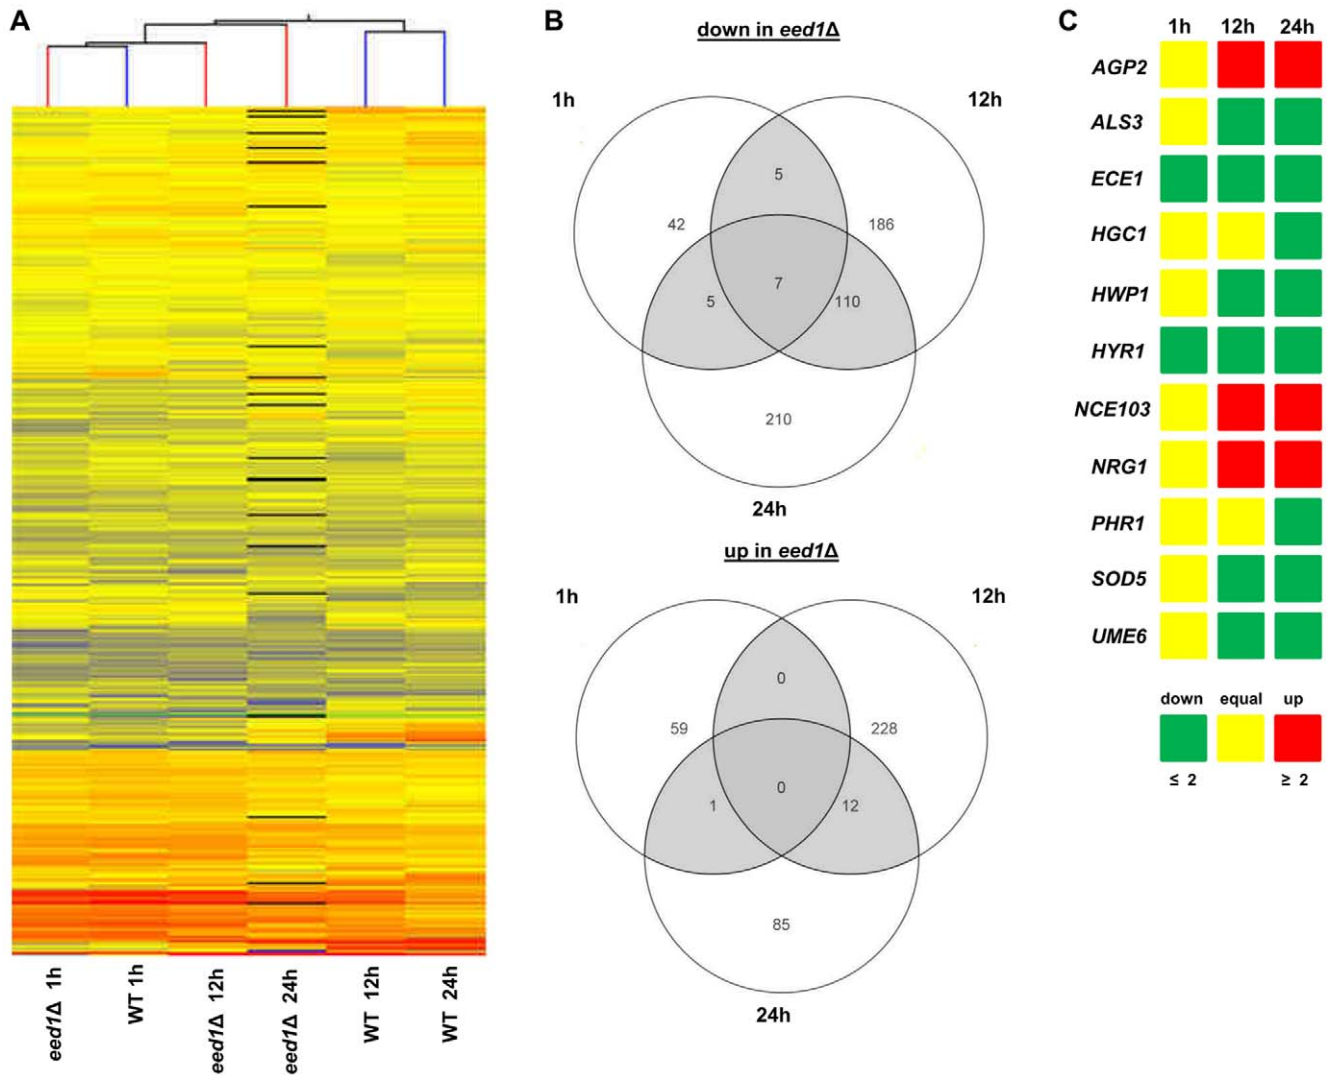 A
eed1Δ 1h
WT 1h
eed1Δ 12h
eed1Δ 24h
WT 12h
WT 24h
B
down in eed1Δ
1h
12h
5
42
186
7
5
110
210
24h
up in eed1Δ
1h
12h
0
59
228
0
1
12
85
24h
C
1h 12h 24h
AGP2
ALS3
ECE1
HGC1
HWP1
HYR1
NCE103
NRG1
PHR1
SOD5
UME6
down equal up
≤ 2 ≥ 2